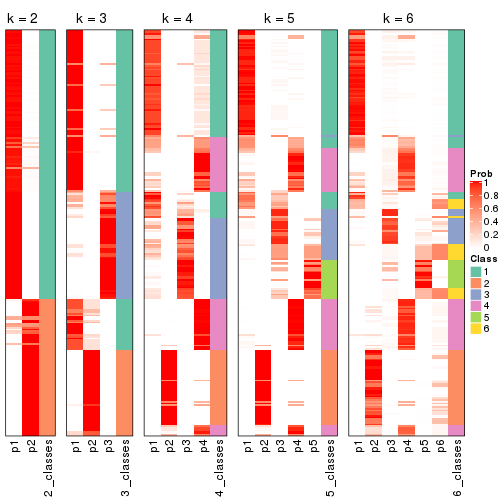 k = 2
k = 3
k = 4
k = 5
k = 6
p1
p2
2_classes
p1
p2
p3
3_classes
p1
p2
p3
p4
4_classes
p1
p2
p3
p4
p5
5_classes
p1
p2
p3
p4
p5
p6
6_classes
Prob
1
0.8
0.6
0.4
0.2
0
Class
1
2
3
4
5
6